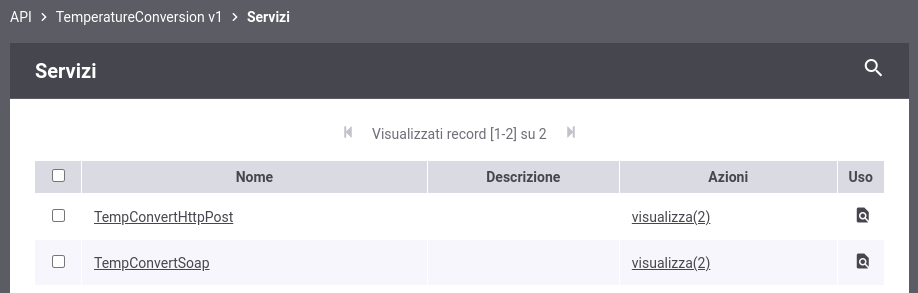 API > TemperatureConversion v1 > Servizi
Servizi
Visualizzati record [1-2] su 2
Nome Descrizione Azioni Uso
TempConvertHttpPost visualizza(2)
TempConvertSoap visualizza(2)